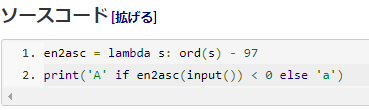 ソースコード [拡げる]
1. en2asc = lambda s: ord(s) - 97
2. print('A' if en2asc(input()) < 0 else 'a')